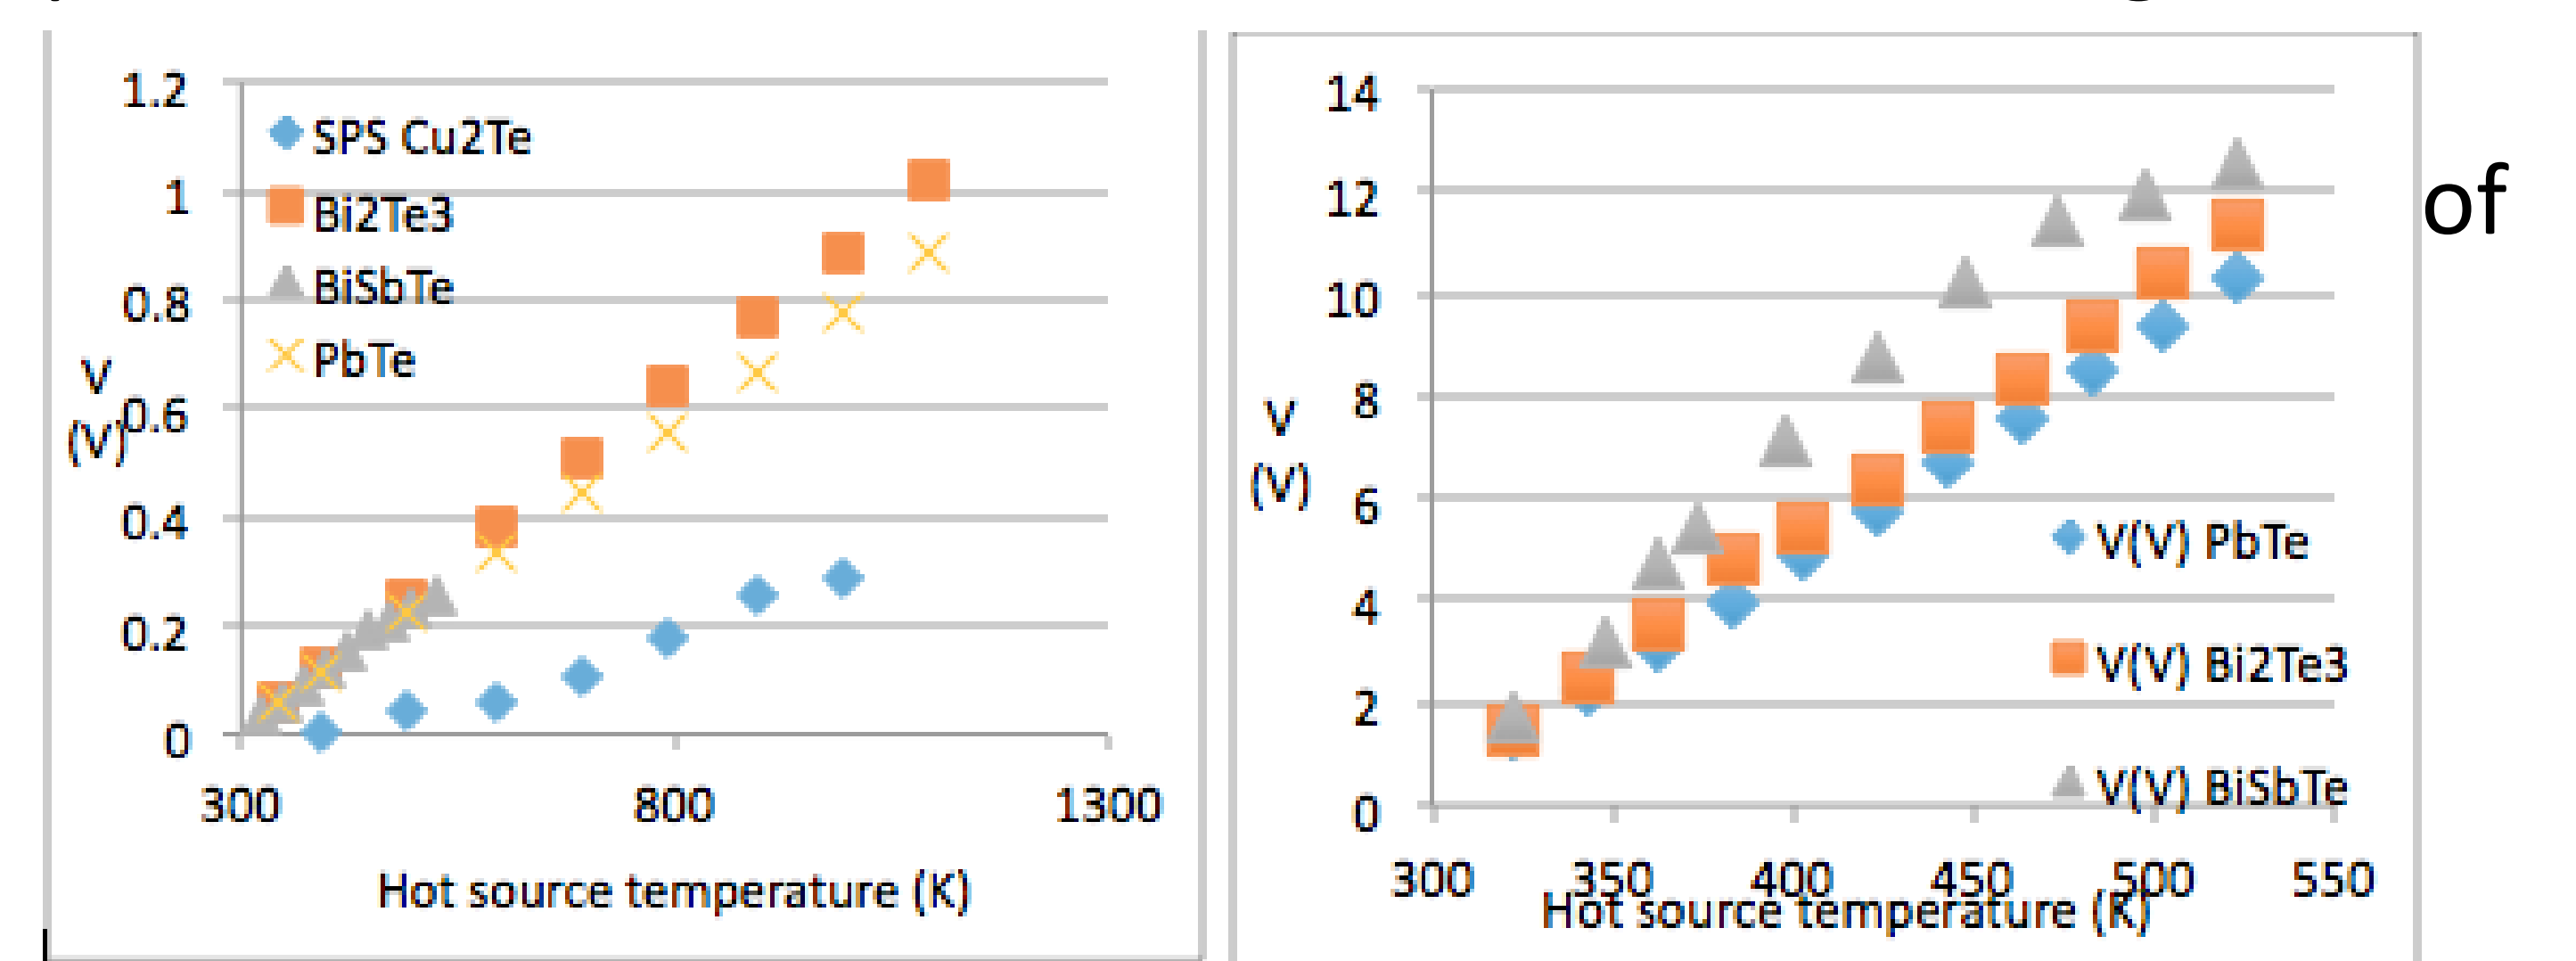 1.2
1
0.8
0.6
0.4
0.2
0
V
(V)
SPS Cu2Te
Bi2Te3
BiSbTe
PbTe
300 800 1300
Hot source temperature (K)
14
12
10
8
6
4
2
0
V
(V)
V(V) PbTe
V(V) Bi2Te3
V(V) BiSbTe
300 350 400 450 500 550
Hot source temperature (K)
of